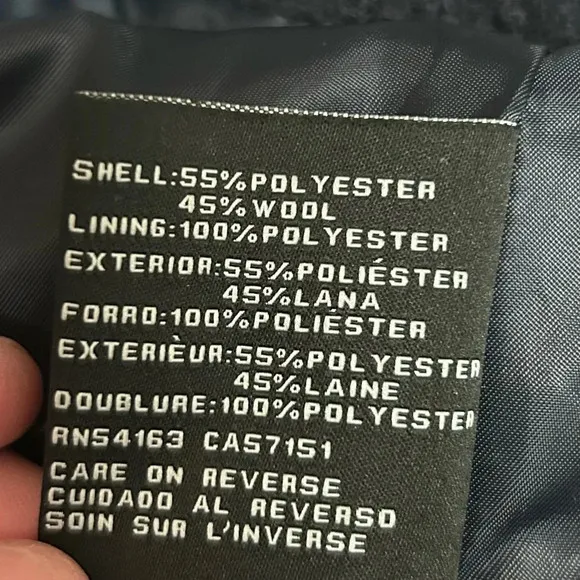 SHELL:55%POLYESTER
45%WOOL
LINING:100%POLYESTER
EXTERIOR:55%POLIÉSTER
45%LANA
FORRO:100%POLIÉSTER
EXTERIÈUR:55%POLYESTER
45%LAINE
DOUBLURE:100%POLYESTER
RN54163 CA57151
CARE ON REVERSE
CUIDADO AL REVERSO
SOIN SUR L'INVERSE